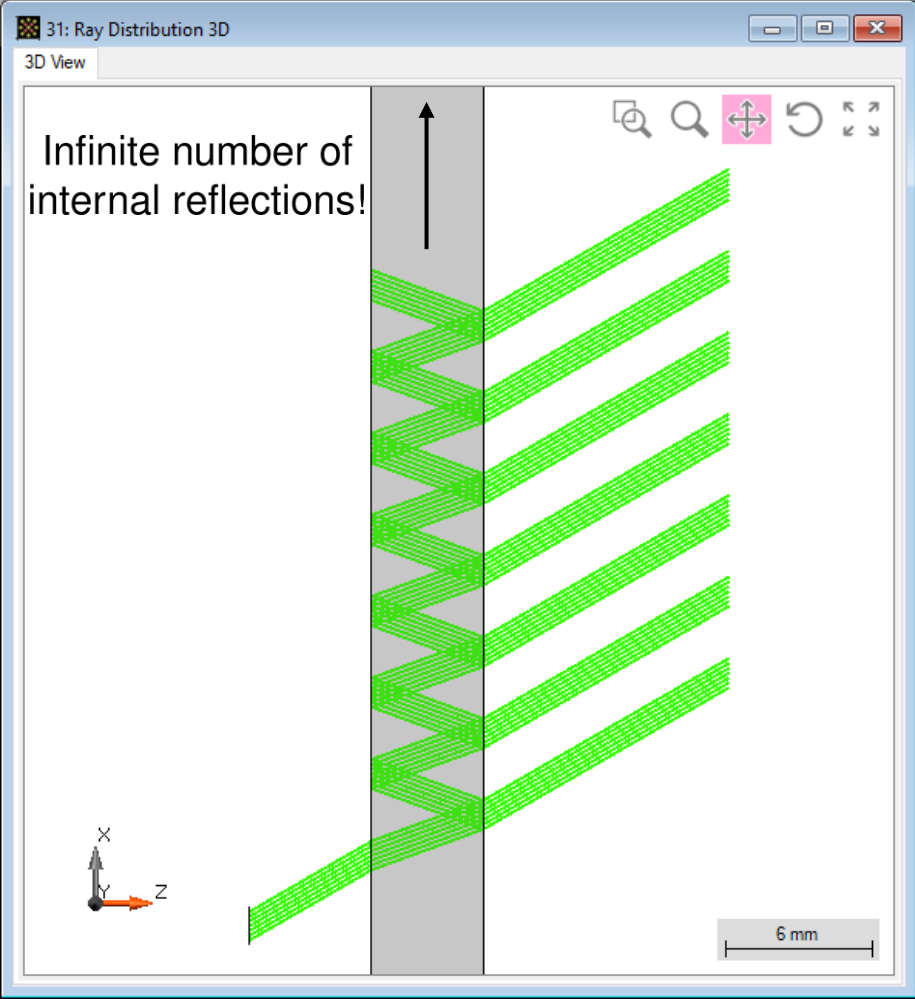 31: Ray Distribution 3D
3D View
Infinite number of
internal reflections!
X
Y
Z
6 mm